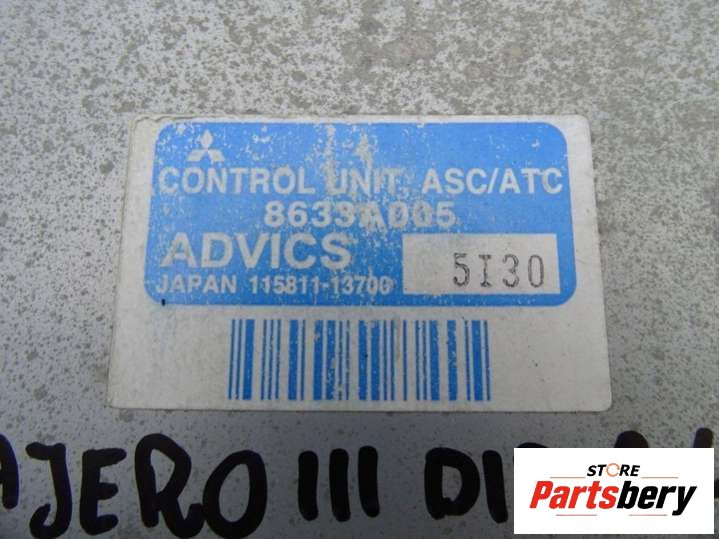 CONTROL UNIT, ASC/ATC
8633A005
ADVICS
5I30
JAPAN 115811-13700
AJERO III DI
STORE
Partsbery